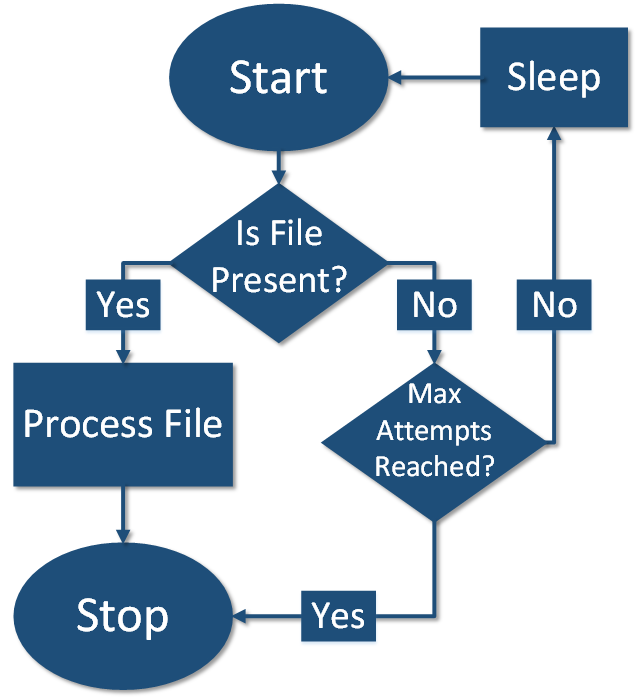 Start
Sleep
Is File
Present?
Yes
No
No
Process File
Max
Attempts
Reached?
Stop
Yes